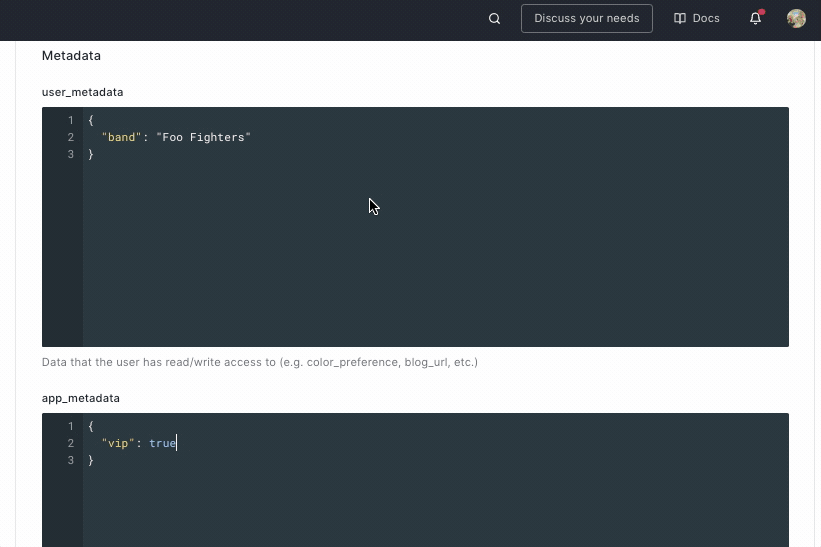 Discuss your needs Docs
Metadata
user_metadata
1 {
2 "band": "Foo Fighters"
3 }
Data that the user has read/write access to (e.g. color_preference, blog_url, etc.)
app_metadata
1 {
2 "vip": true
3 }